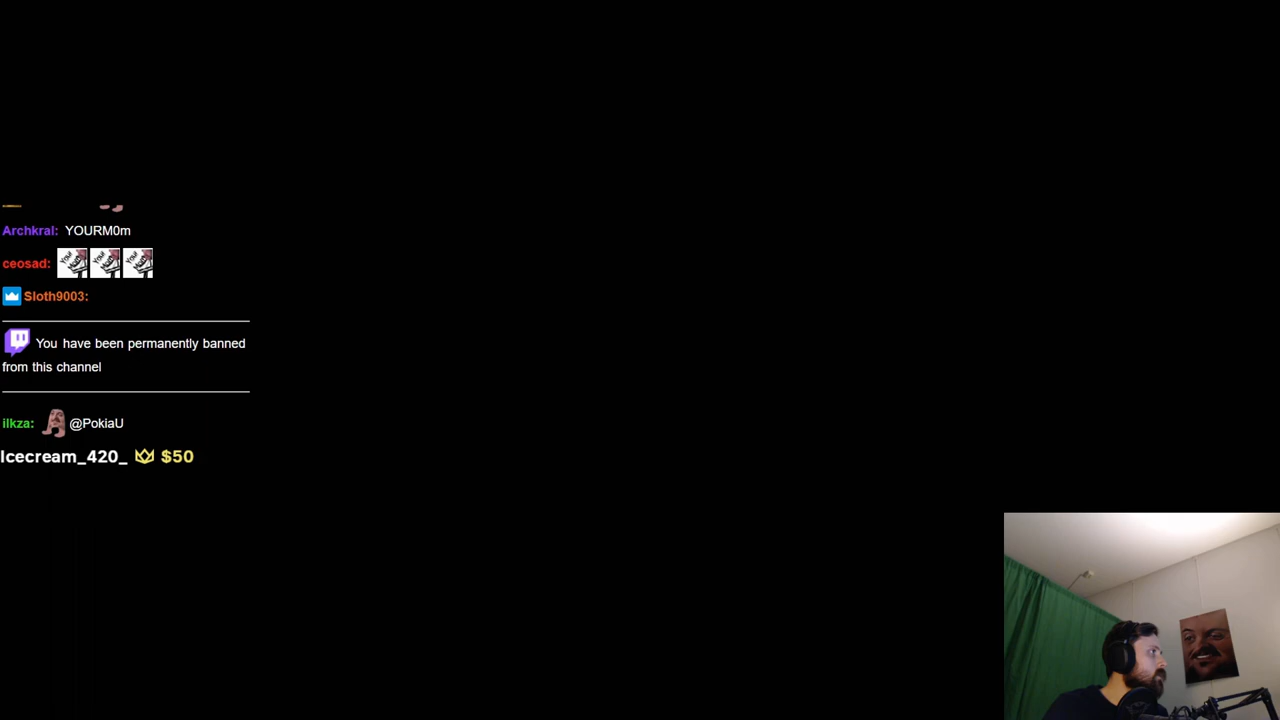 Archkral: YOURM0m
ceosad:
Sloth9003:
You have been permanently banned
from this channel
ilkza: @PokiaU
Icecream_420_ $50